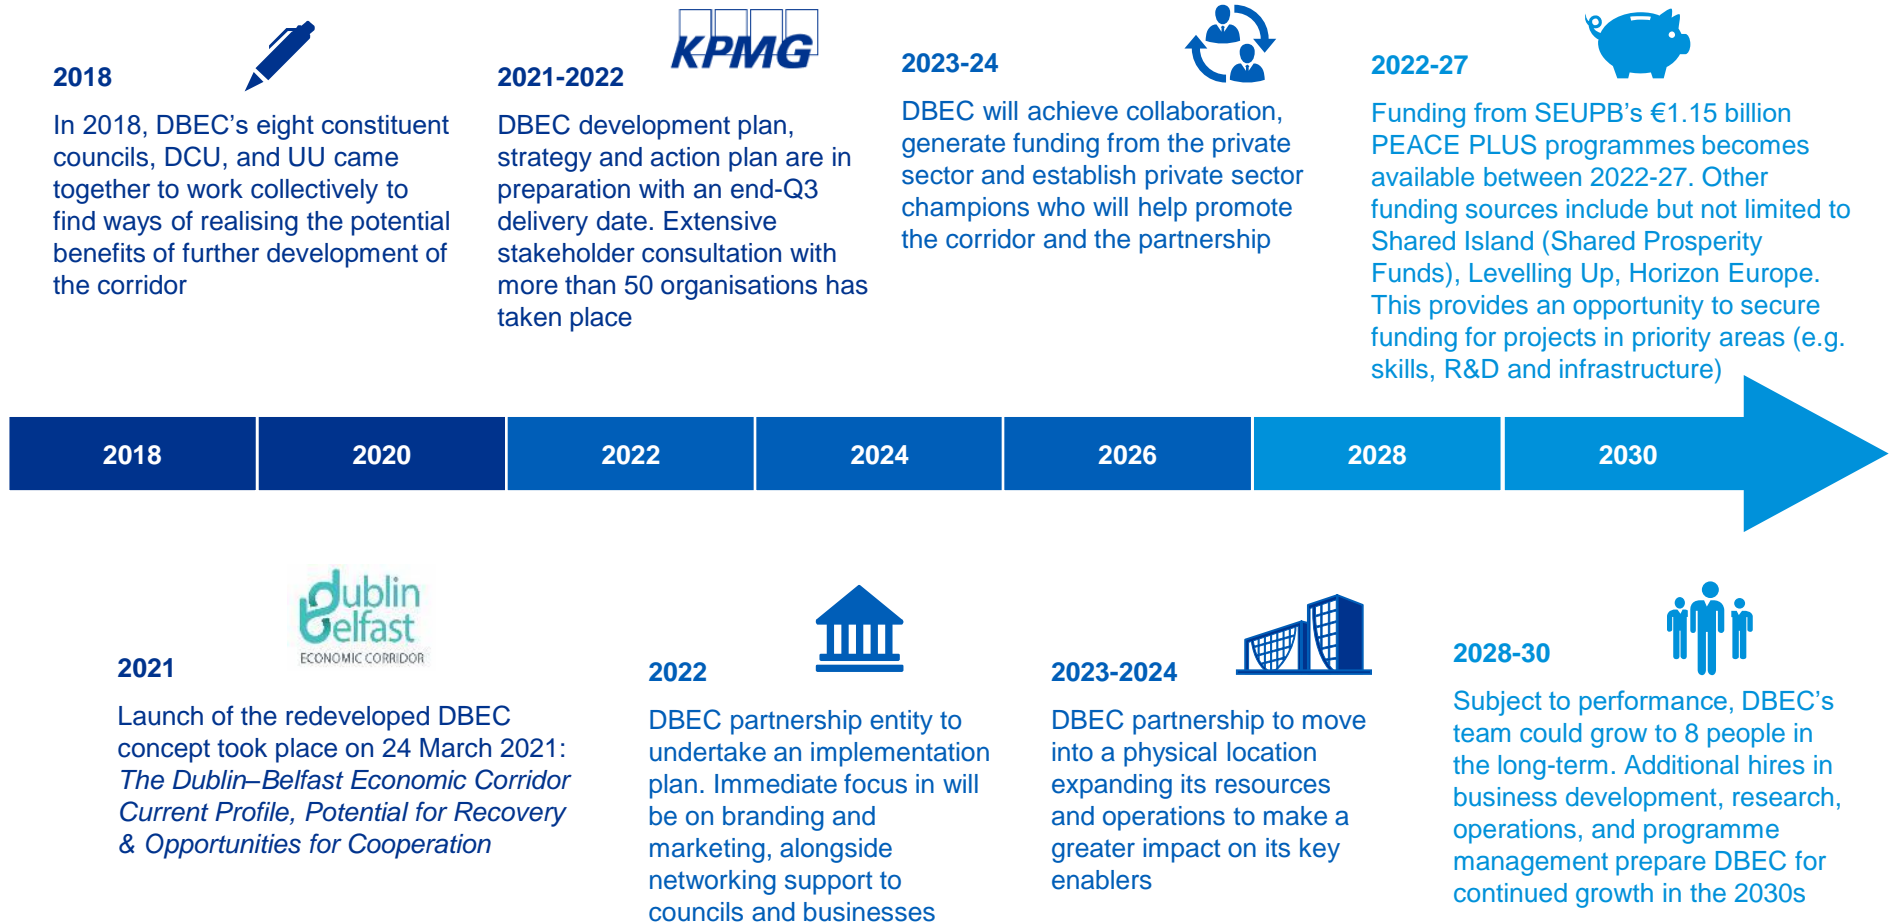 2018
In 2018, DBEC’s eight constituent
councils, DCU, and UU came
together to work collectively to
find ways of realising the potential
benefits of further development of
the corridor
KPMG
2021-2022
DBEC development plan,
strategy and action plan are in
preparation with an end-Q3
delivery date. Extensive
stakeholder consultation with
more than 50 organisations has
taken place
2023-24
DBEC will achieve collaboration,
generate funding from the private
sector and establish private sector
champions who will help promote
the corridor and the partnership
2022-27
Funding from SEUPB’s €1.15 billion
PEACE PLUS programmes becomes
available between 2022-27. Other
funding sources include but not limited to
Shared Island (Shared Prosperity
Funds), Levelling Up, Horizon Europe.
This provides an opportunity to secure
funding for projects in priority areas (e.g.
skills, R&D and infrastructure)
2018 2020 2022 2024 2026 2028 2030
dublin
belfast
ECONOMIC CORRIDOR
2021
Launch of the redeveloped DBEC
concept took place on 24 March 2021:
The Dublin–Belfast Economic Corridor
Current Profile, Potential for Recovery
& Opportunities for Cooperation
2022
DBEC partnership entity to
undertake an implementation
plan. Immediate focus in will
be on branding and
marketing, alongside
networking support to
councils and businesses
2023-2024
DBEC partnership to move
into a physical location
expanding its resources
and operations to make a
greater impact on its key
enablers
2028-30
Subject to performance, DBEC’s
team could grow to 8 people in
the long-term. Additional hires in
business development, research,
operations, and programme
management prepare DBEC for
continued growth in the 2030s